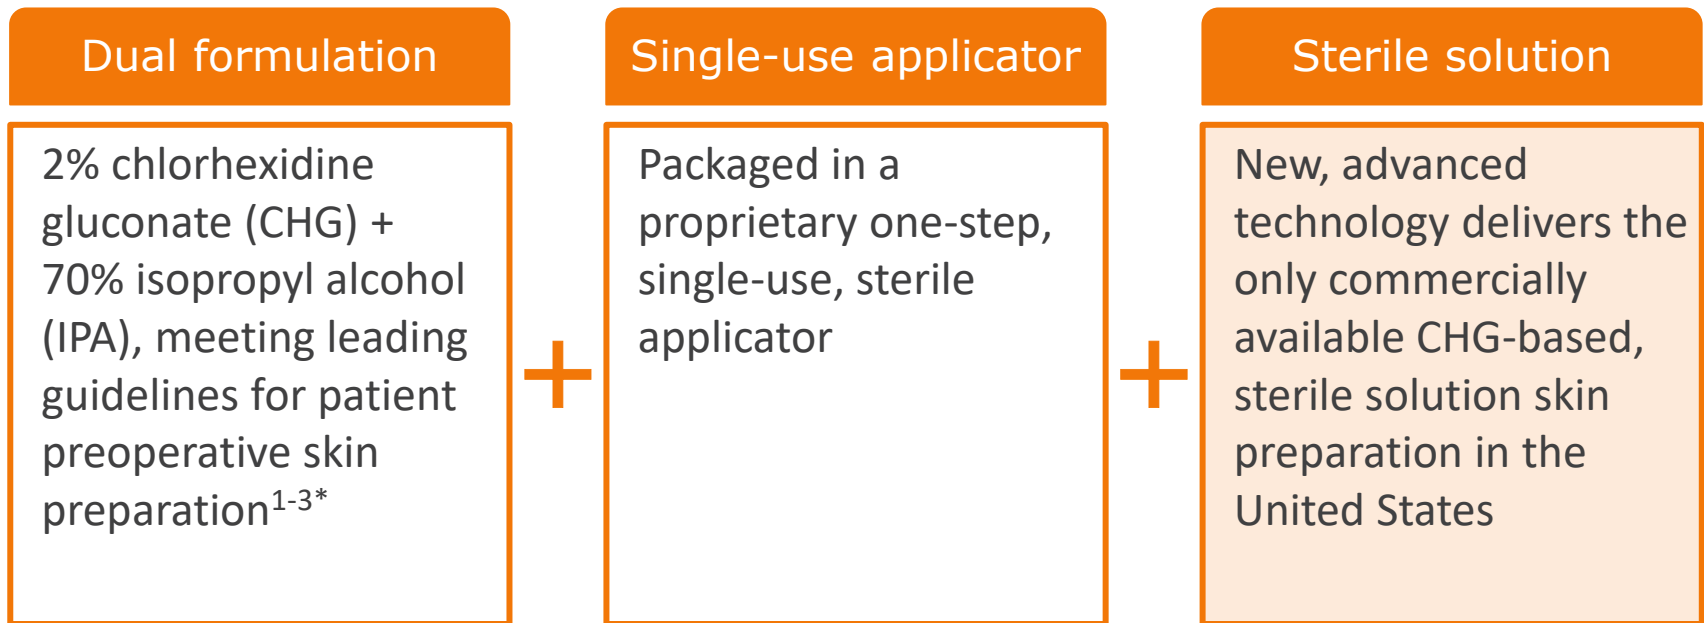 Dual formulation
2% chlorhexidine
gluconate (CHG) +
70% isopropyl alcohol
(IPA), meeting leading
guidelines for patient
preoperative skin
preparation1-3*
+
Single-use applicator
Packaged in a
proprietary one-step,
single-use, sterile
applicator
+
Sterile solution
New, advanced
technology delivers the
only commercially
available CHG-based,
sterile solution skin
preparation in the
United States